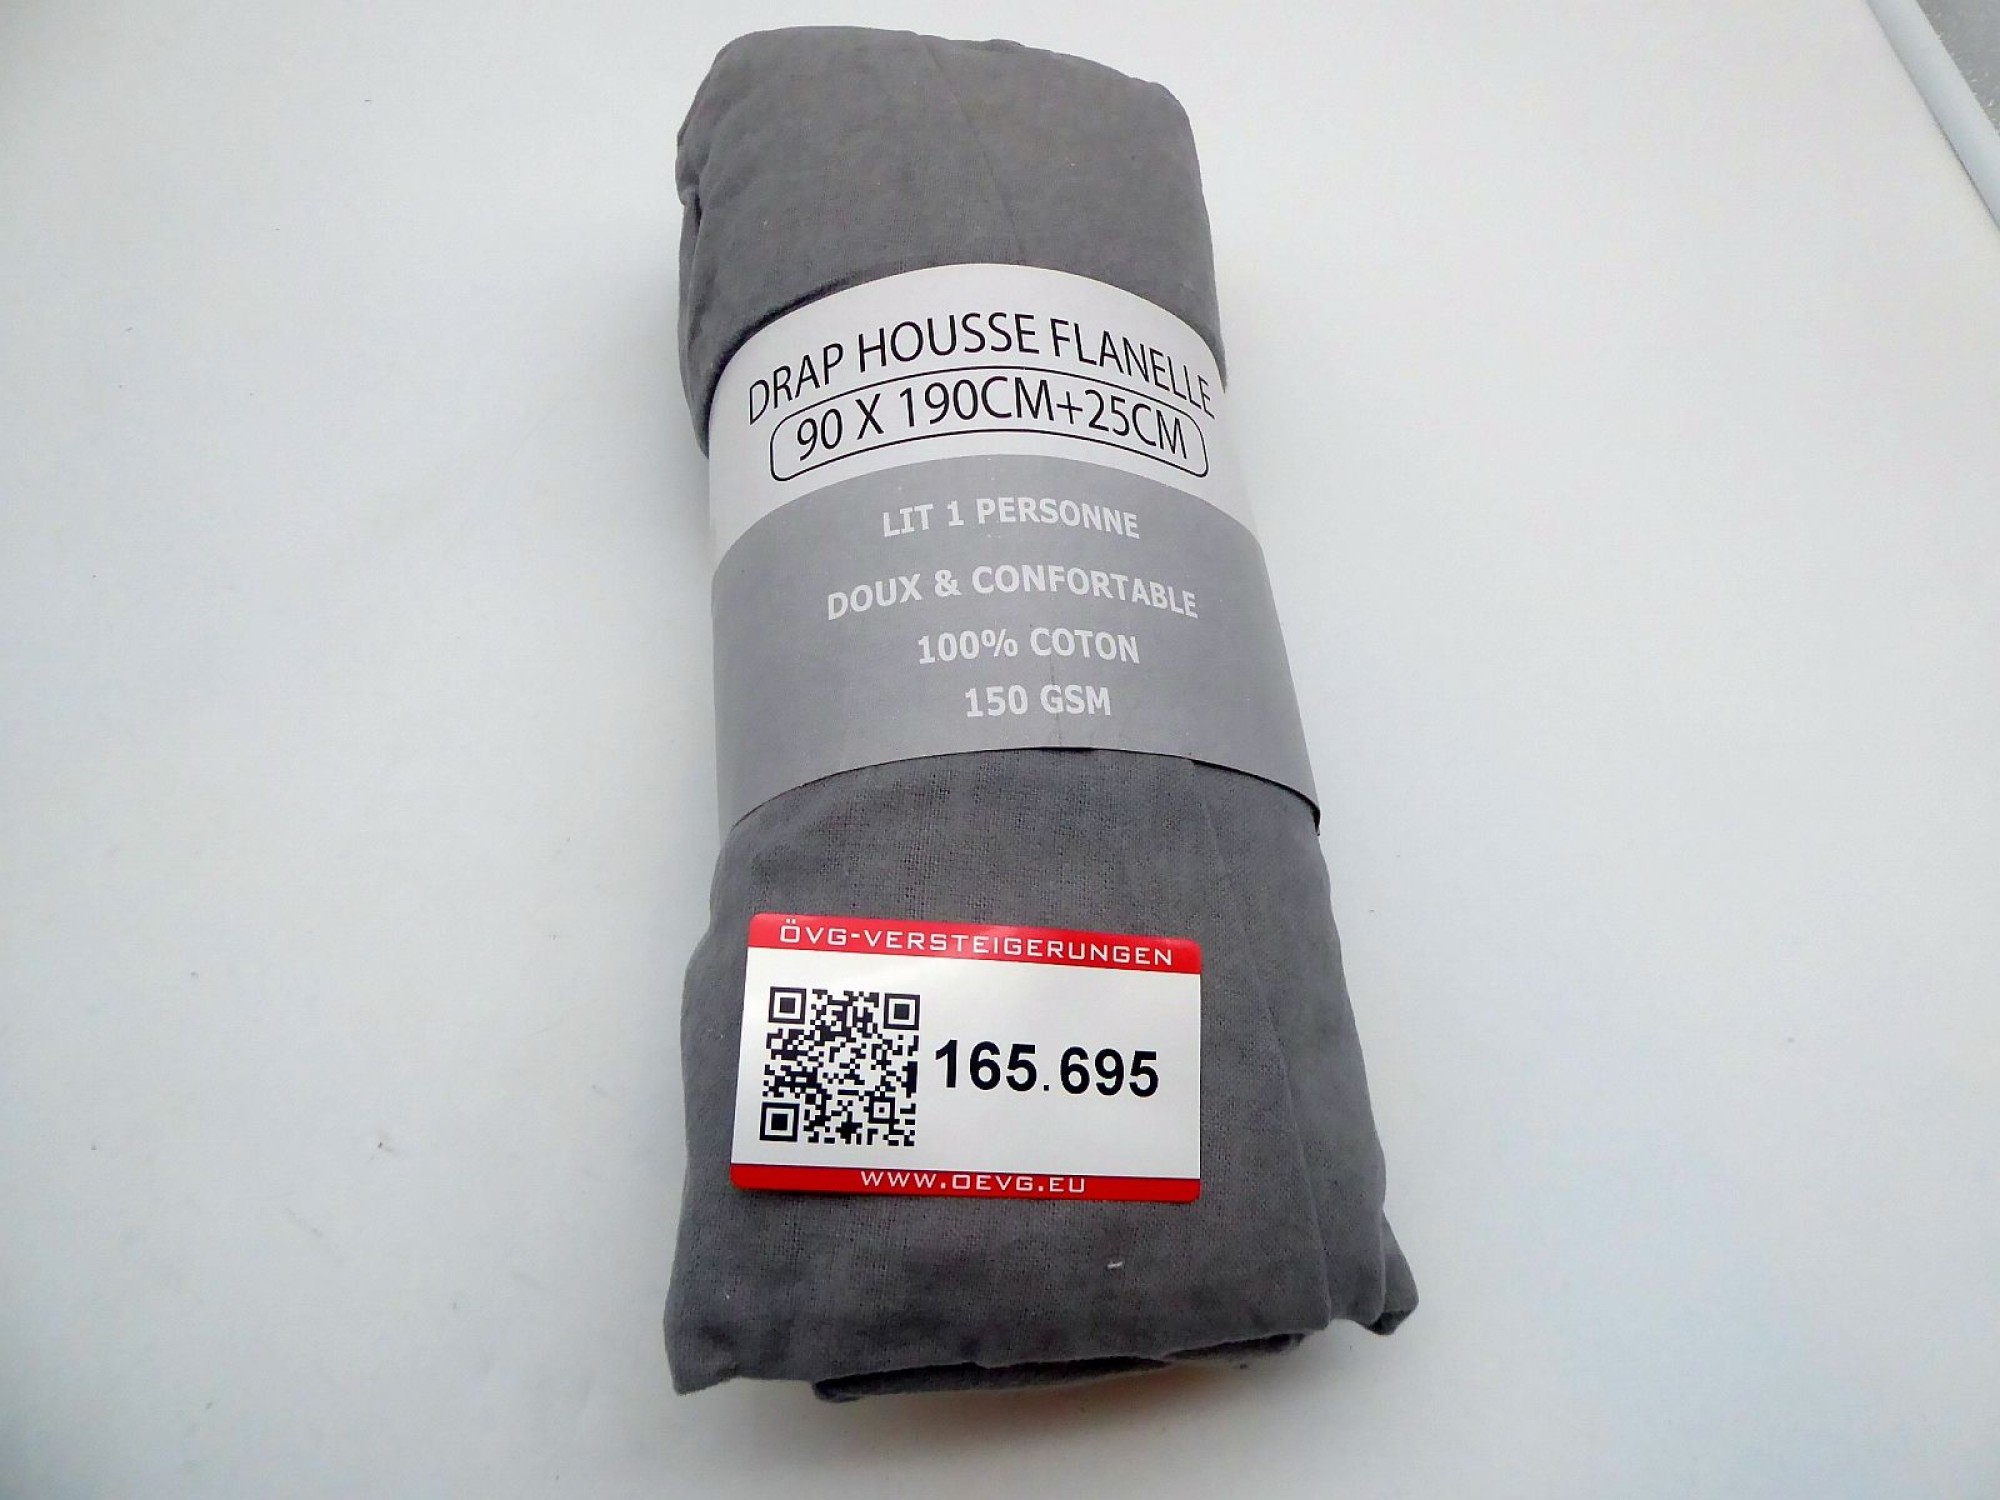 DRAP HOUSSE FLANELLE
90 X 190CM+25CM
LIT 1 PERSONNE
DOUX & CONFORTABLE
100% COTON
150 GSM
ÖVG-VERSTEIGERUNGEN
165.695
WWW.OEVG.EU